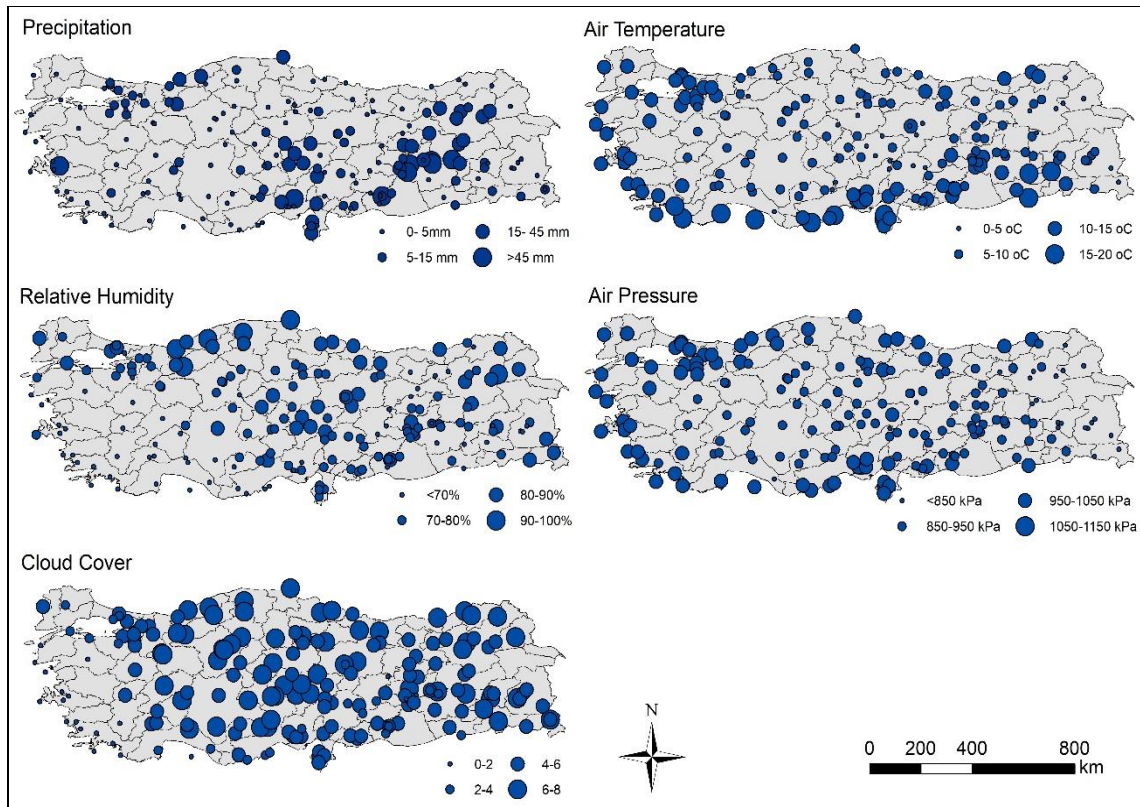 Precipitation
0- 5mm
15- 45 mm
5-15 mm
>45 mm
Air Temperature
0-5 oC
10-15 oC
5-10 oC
15-20 oC
Relative Humidity
<70%
80-90%
70-80%
90-100%
Air Pressure
<850 kPa
950-1050 kPa
850-950 kPa
1050-1150 kPa
Cloud Cover
0-2
4-6
2-4
6-8
N
0 200 400 800
km